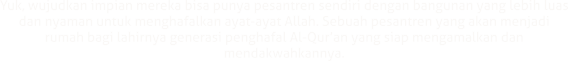 Yuk, wujudkan impian mereka bisa punya pesantren sendiri dengan bangunan yang lebih luas
dan nyaman untuk menghafalkan ayat-ayat Allah. Sebuah pesantren yang akan menjadi
rumah bagi lahirnya generasi penghafal Al-Qur'an yang siap mengamalkan dan
mendakwahkannya.